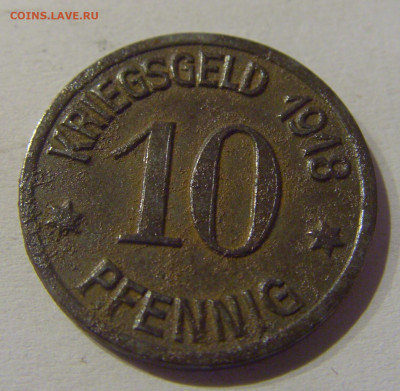 COINS.LAVE.RU
KRIEGSGELD 1918
10
PFENNIG